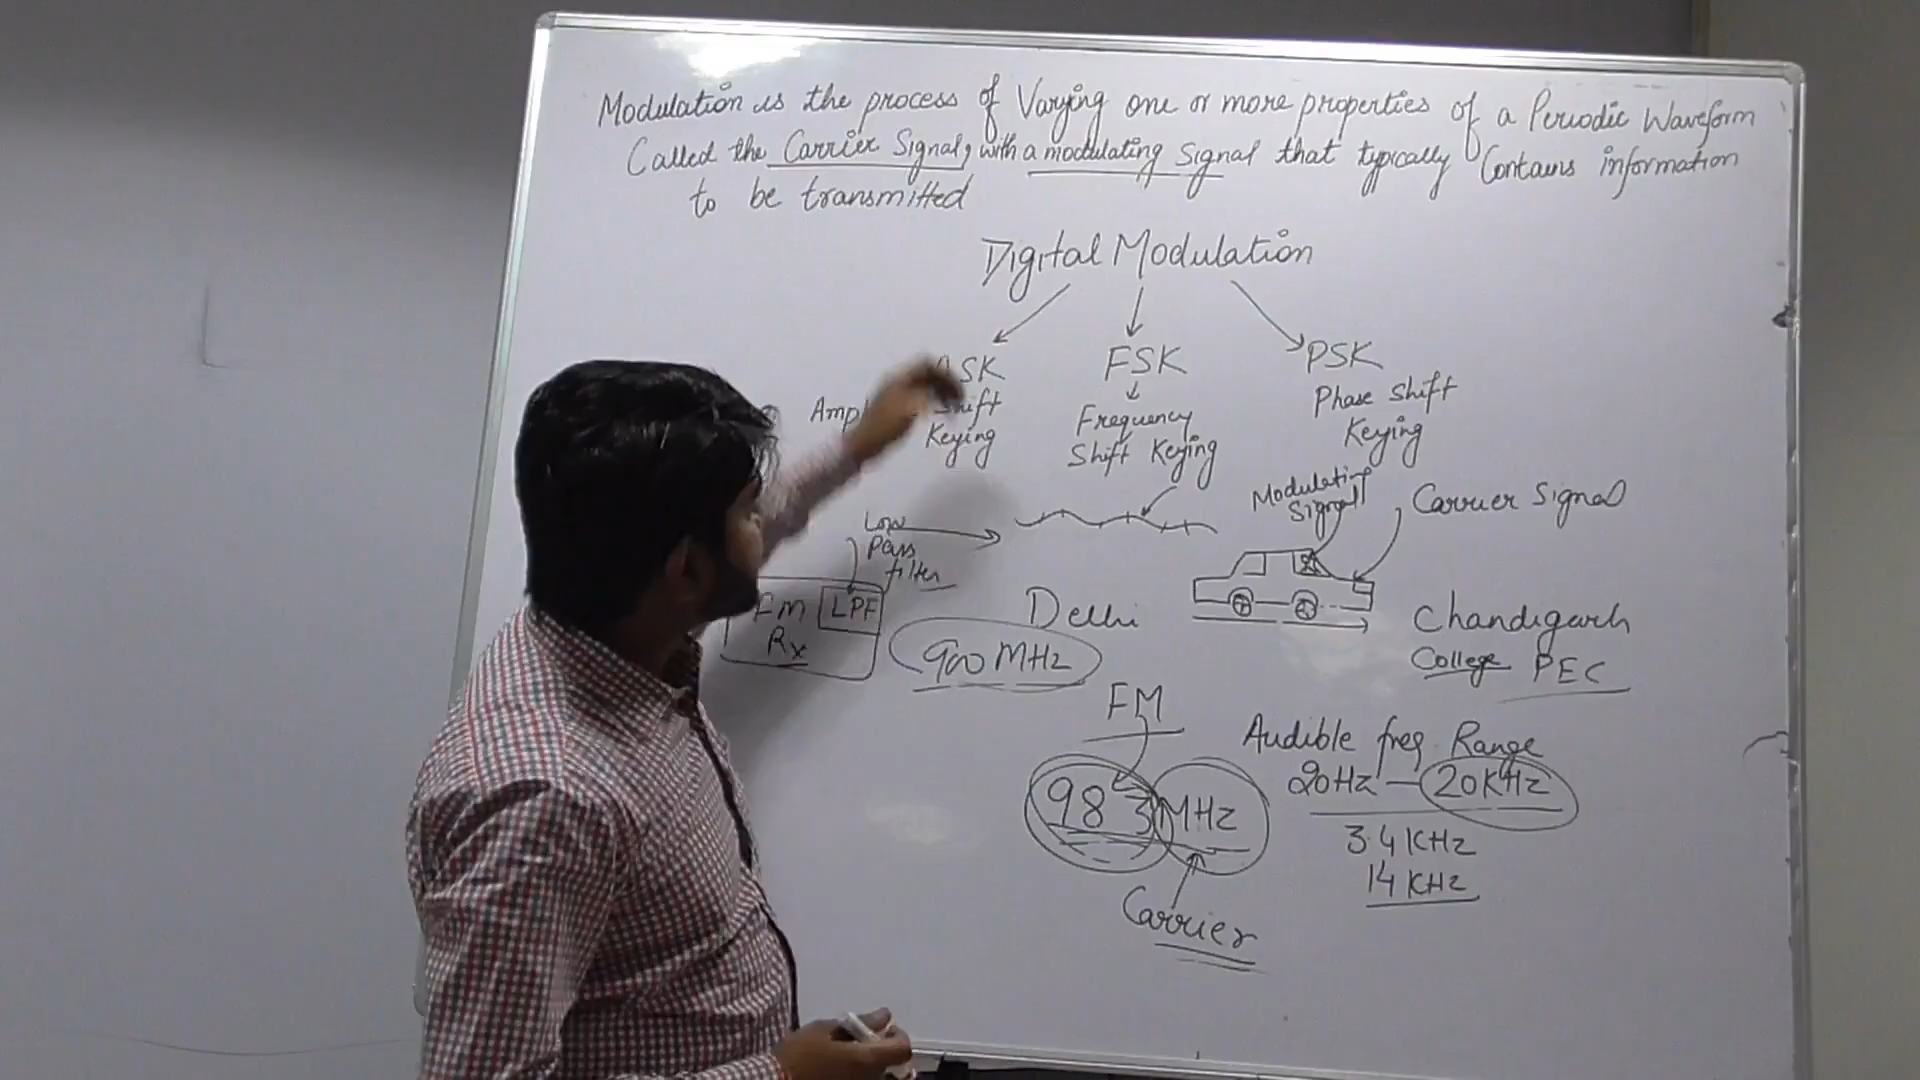 Modulation is the process of Varying one or more properties of a Periodic Waveform
Called the Carrier Signal, with a modulating signal that typically Contains information
to be transmitted
Digital Modulation
ASK FSK PSK
Shift
Keying
Frequency
Shift Keying
Phase Shift
Keying
Modulating
Signal
Carrier Signal
Low
Pass
filter
FM LPF
Rx
Delhi
900 MHz
Chandigarh
College PEC
FM
98.3 MHz
Carrier
Audible freq Range
20Hz - 20KHz
3.4 KHz
14 KHz